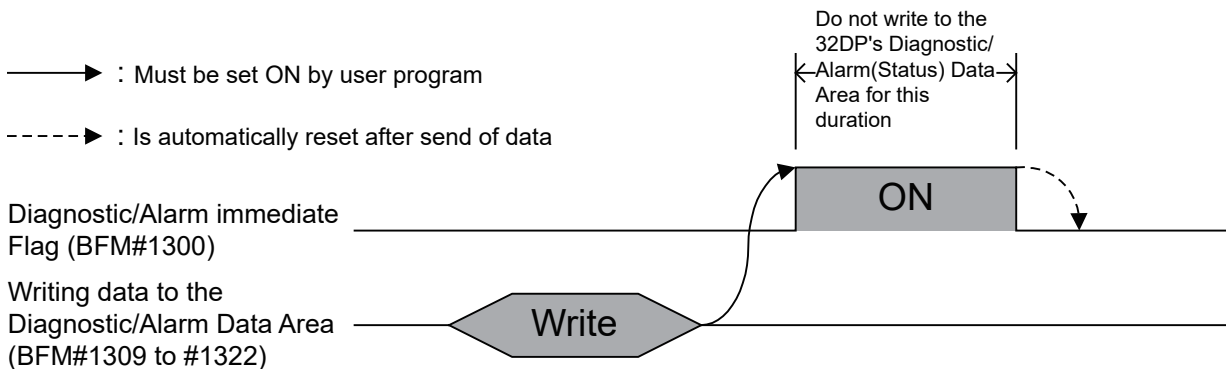 Do not write to the
32DP's Diagnostic/
Alarm(Status) Data
Area for this
duration
: Must be set ON by user program
: Is automatically reset after send of data
ON
Diagnostic/Alarm immediate
Flag (BFM#1300)
Writing data to the
Diagnostic/Alarm Data Area
(BFM#1309 to #1322)
Write